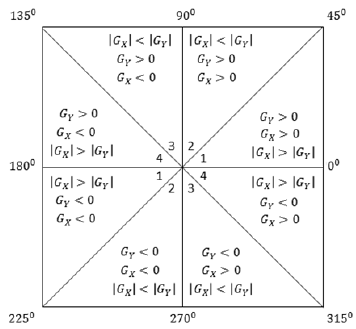 135⁰ 90⁰ 45⁰
|G_X| < |G_Y| |G_X| < |G_Y|
G_Y > 0 G_Y > 0
G_X < 0 G_X > 0
G_Y > 0 G_Y > 0
G_X < 0 G_X > 0
|G_X| > |G_Y| 3 2 |G_X| > |G_Y|
4 1
180⁰ 0⁰
|G_X| > |G_Y| 1 4 |G_X| > |G_Y|
G_Y < 0 2 3 G_Y < 0
G_X < 0 G_X > 0
G_Y < 0 G_Y < 0
G_X < 0 G_X > 0
|G_X| < |G_Y| |G_X| < |G_Y|
225⁰ 270⁰ 315⁰